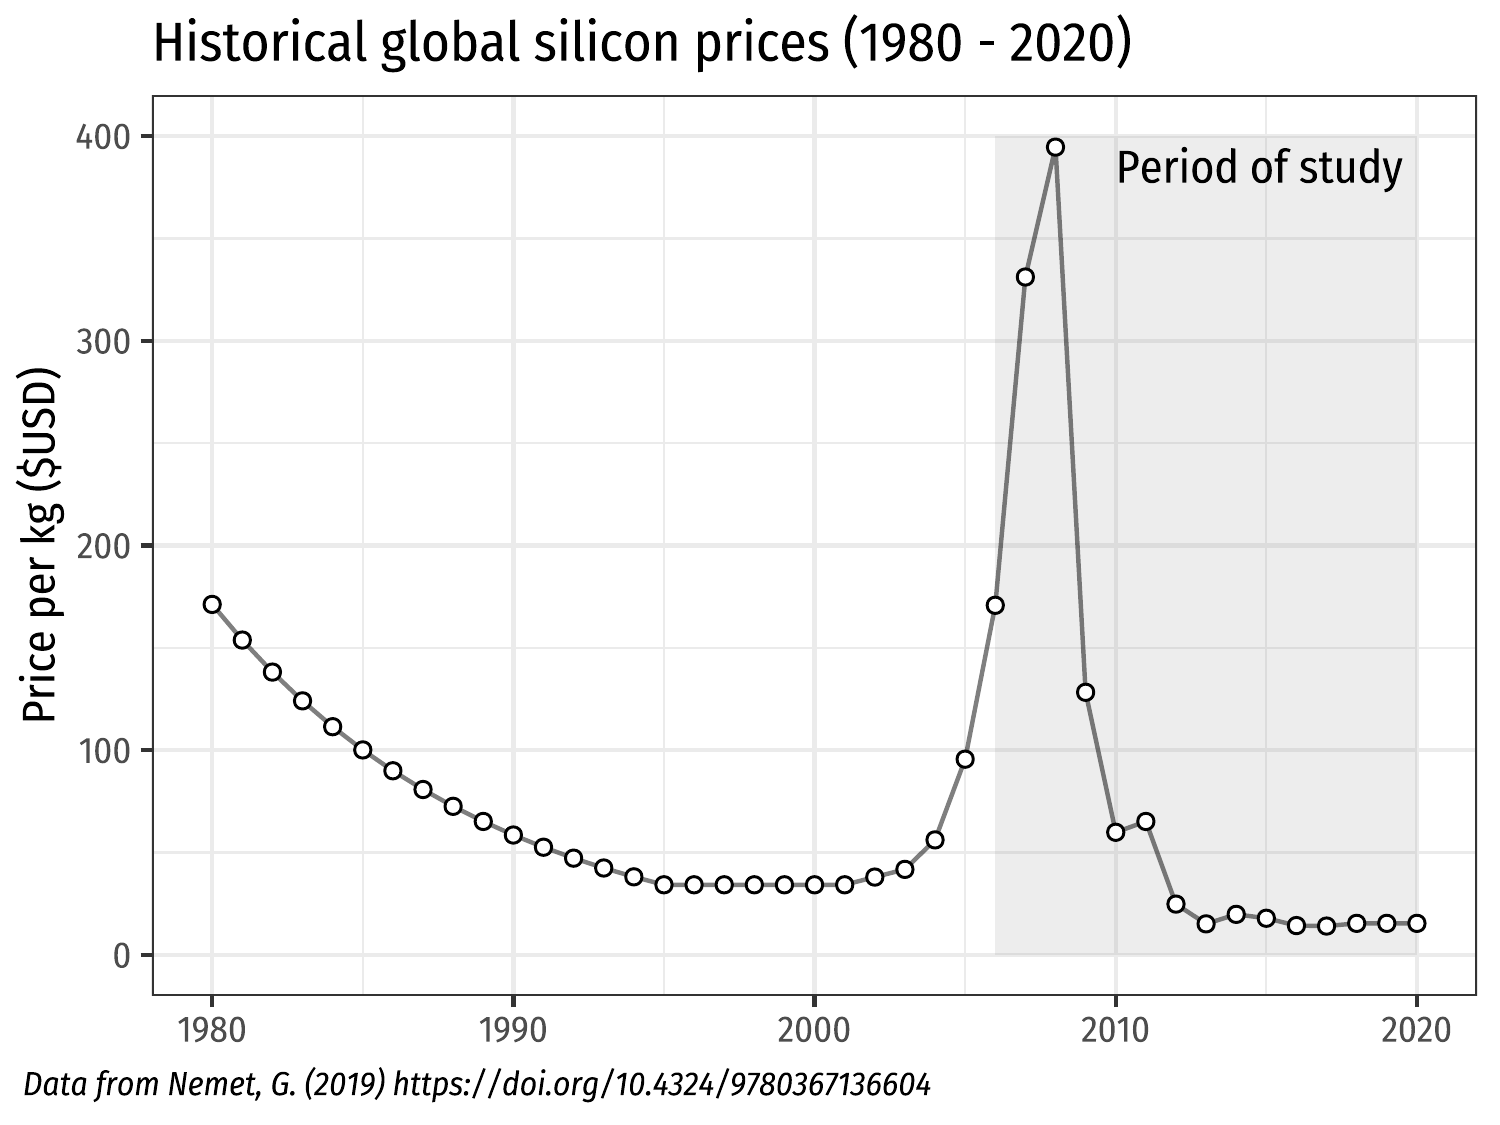 Historical global silicon prices (1980 - 2020)
Price per kg ($USD)
400
300
200
100
0
Period of study
1980 1990 2000 2010 2020
Data from Nemet, G. (2019) https://doi.org/10.4324/9780367136604